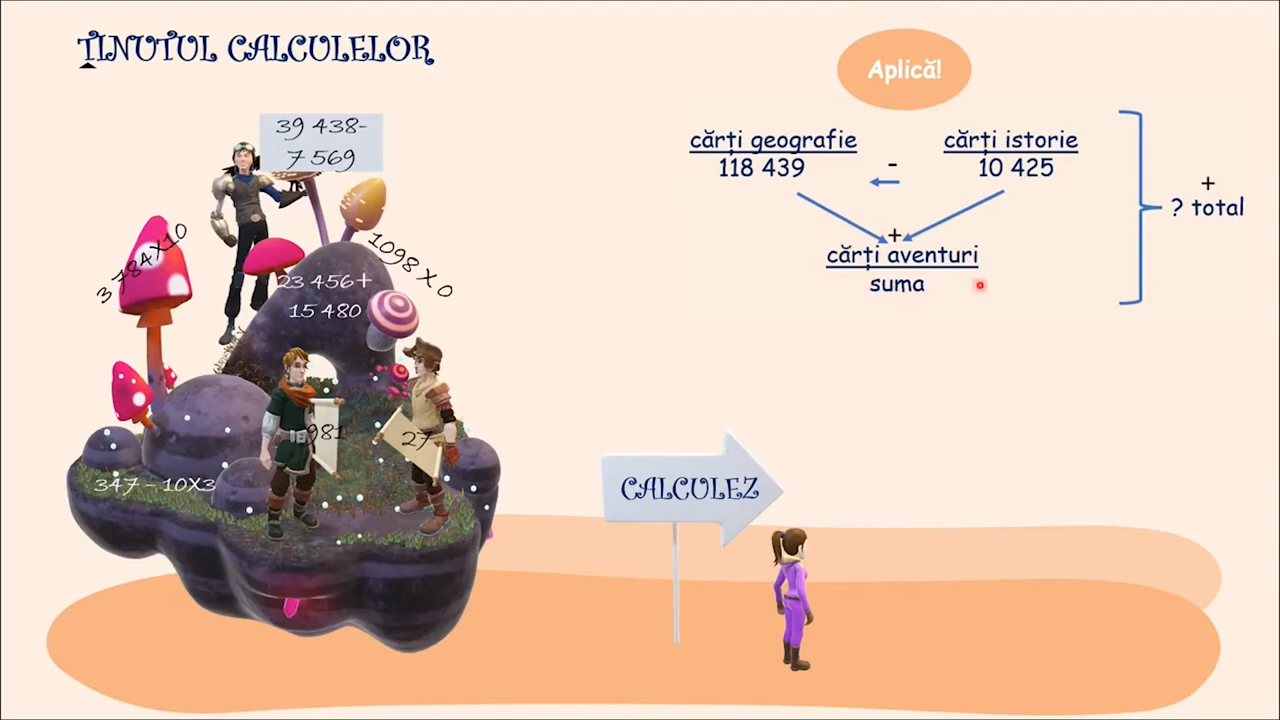 ȚINUTUL CALCULELOR
Aplică!
39 438-
7 569
cărți geografie
118 439
-
cărți istorie
10 425
+
? total
+
cărți aventuri
suma
3 784X10
1098 X 0
23 456+
15 480
981
27
347 – 10X3
CALCULEZ